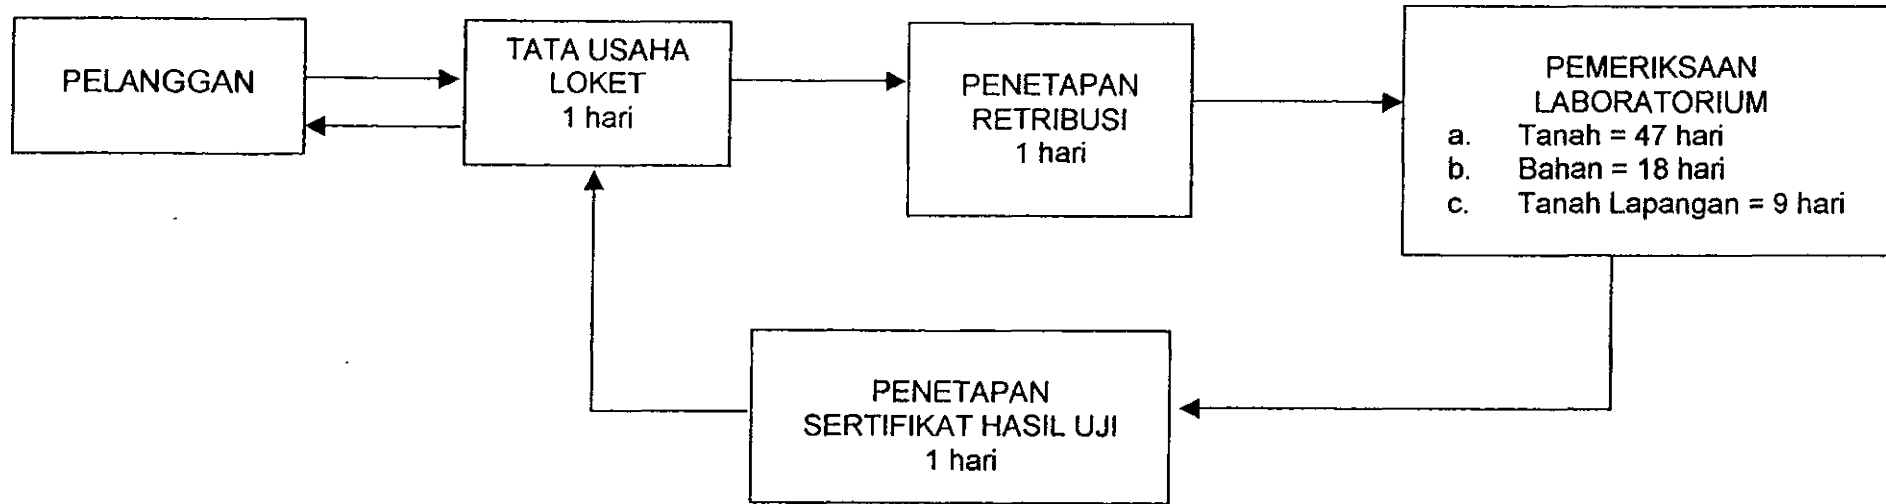 PELANGGAN
TATA USAHA
LOKET
1 hari
PENETAPAN
RETRIBUSI
1 hari
PEMERIKSAAN
LABORATORIUM
a. Tanah = 47 hari
b. Bahan = 18 hari
c. Tanah Lapangan = 9 hari
PENETAPAN
SERTIFIKAT HASIL UJI
1 hari